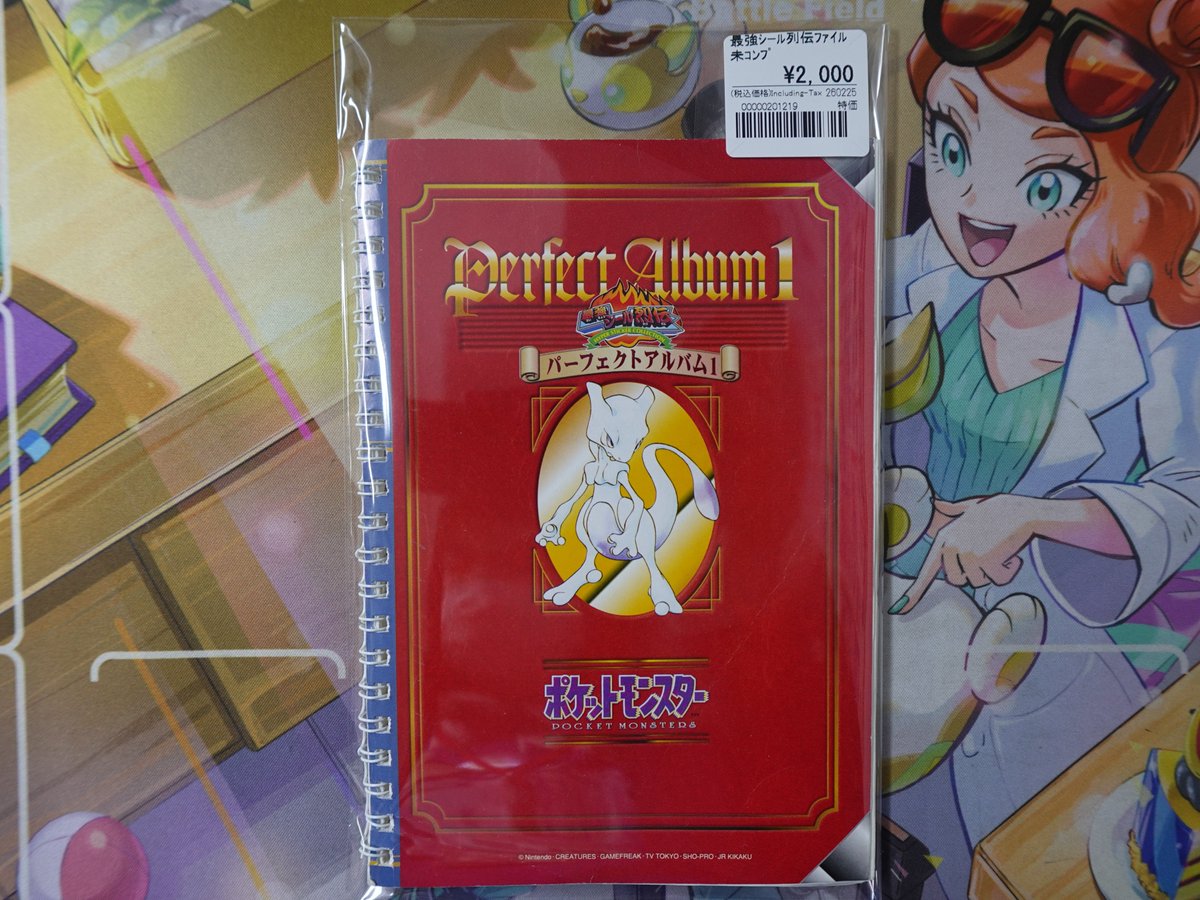 Battle Field
最強シール列伝ファイル
未コンプ
¥2,000
(税込価格)Including-Tax 260225
00000201219 特価
Perfect Album 1
最強シール列伝
SUPER STICKER COLLECTION
パーフェクトアルバム1
ポケットモンスター
POCKET MONSTERS
© Nintendo・CREATURES・GAMEFREAK・TV TOKYO・SHO-PRO・JR KIKAKU